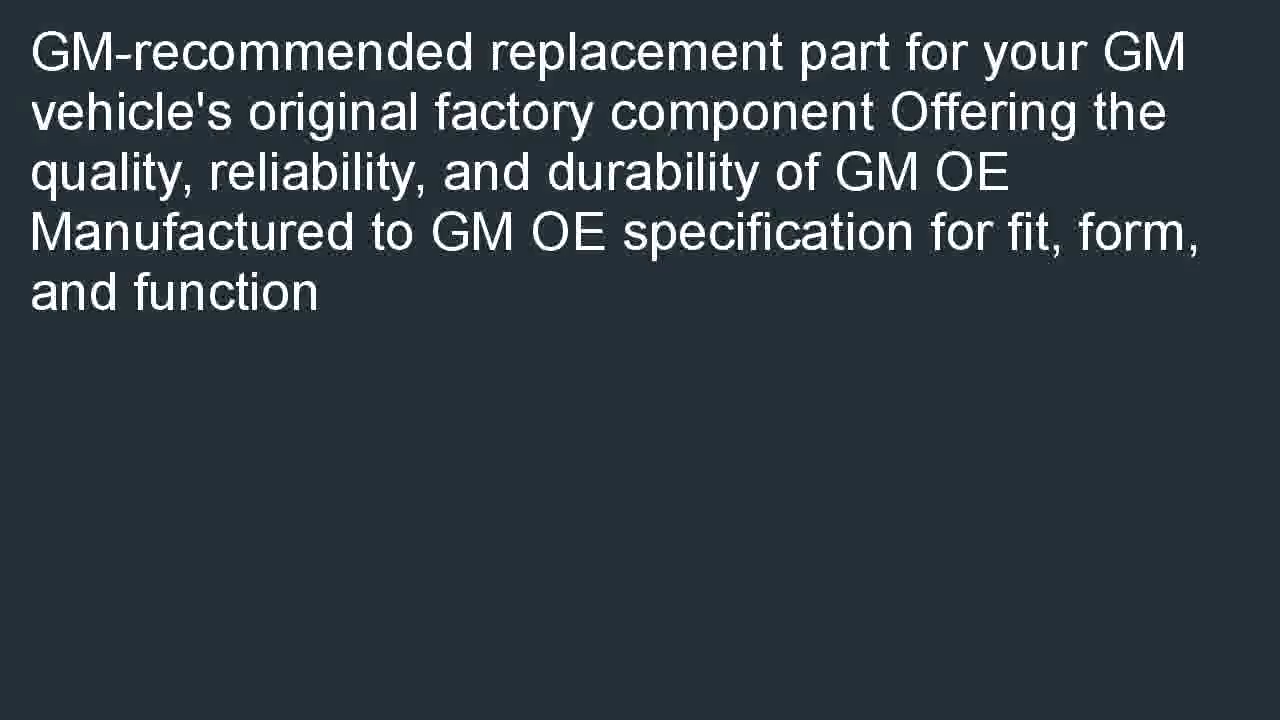 GM-recommended replacement part for your GM
vehicle's original factory component Offering the
quality, reliability, and durability of GM OE
Manufactured to GM OE specification for fit, form,
and function